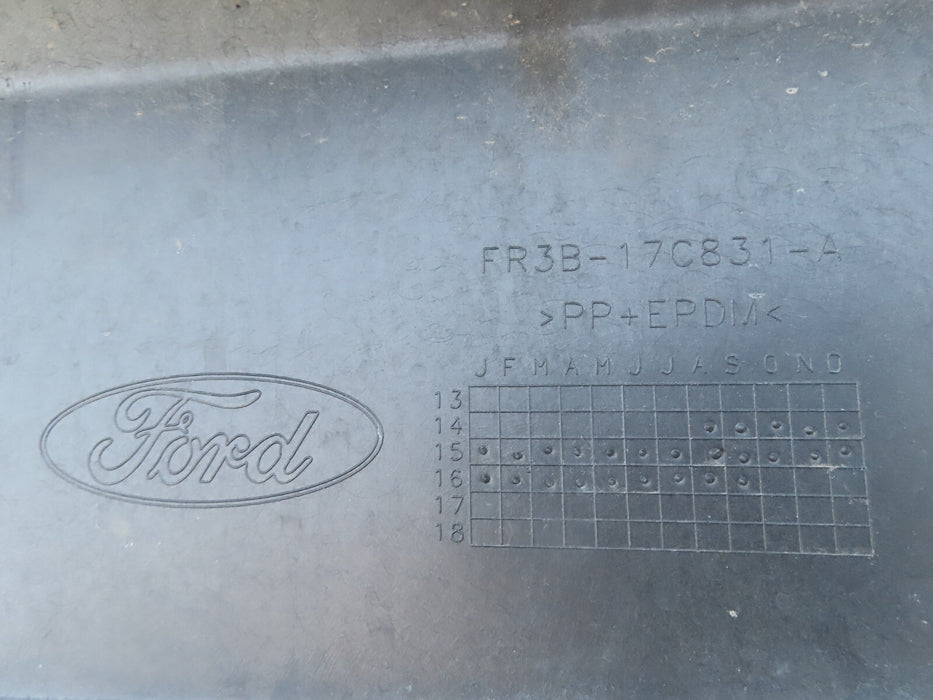 FR3B-17C831-A
>PP+EPDM<
J F M A M J J A S O N D
13
14
Ford
15
16
17
18